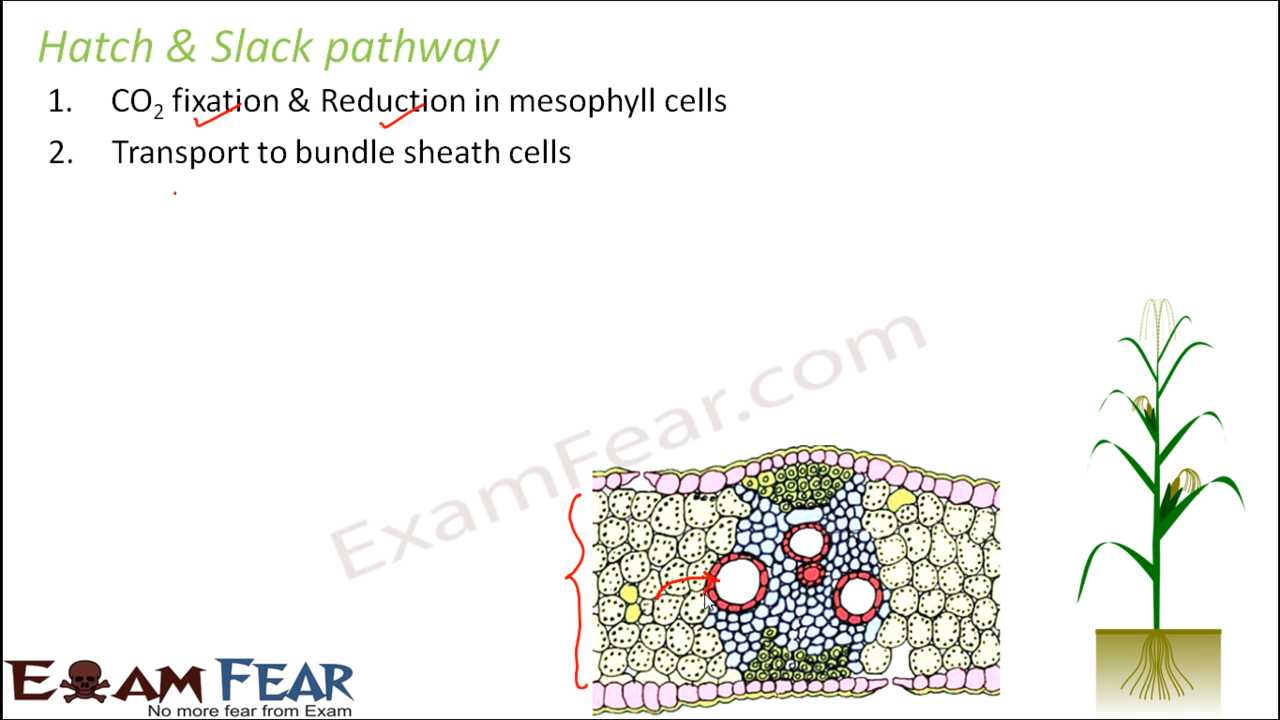 Hatch & Slack pathway
1. CO₂ fixation & Reduction in mesophyll cells
2. Transport to bundle sheath cells
ExamFear.com
EXAM FEAR
No more fear from Exam